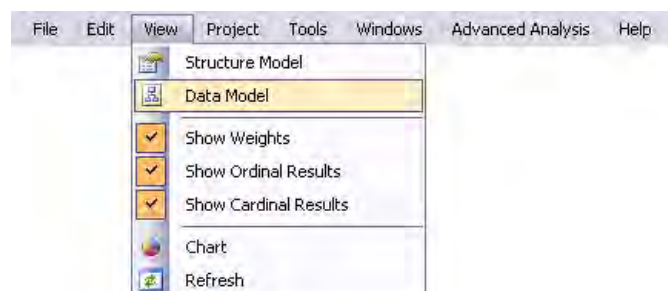 File Edit View Project Tools Windows Advanced Analysis Help
Structure Model
Data Model
Show Weights
Show Ordinal Results
Show Cardinal Results
Chart
Refresh